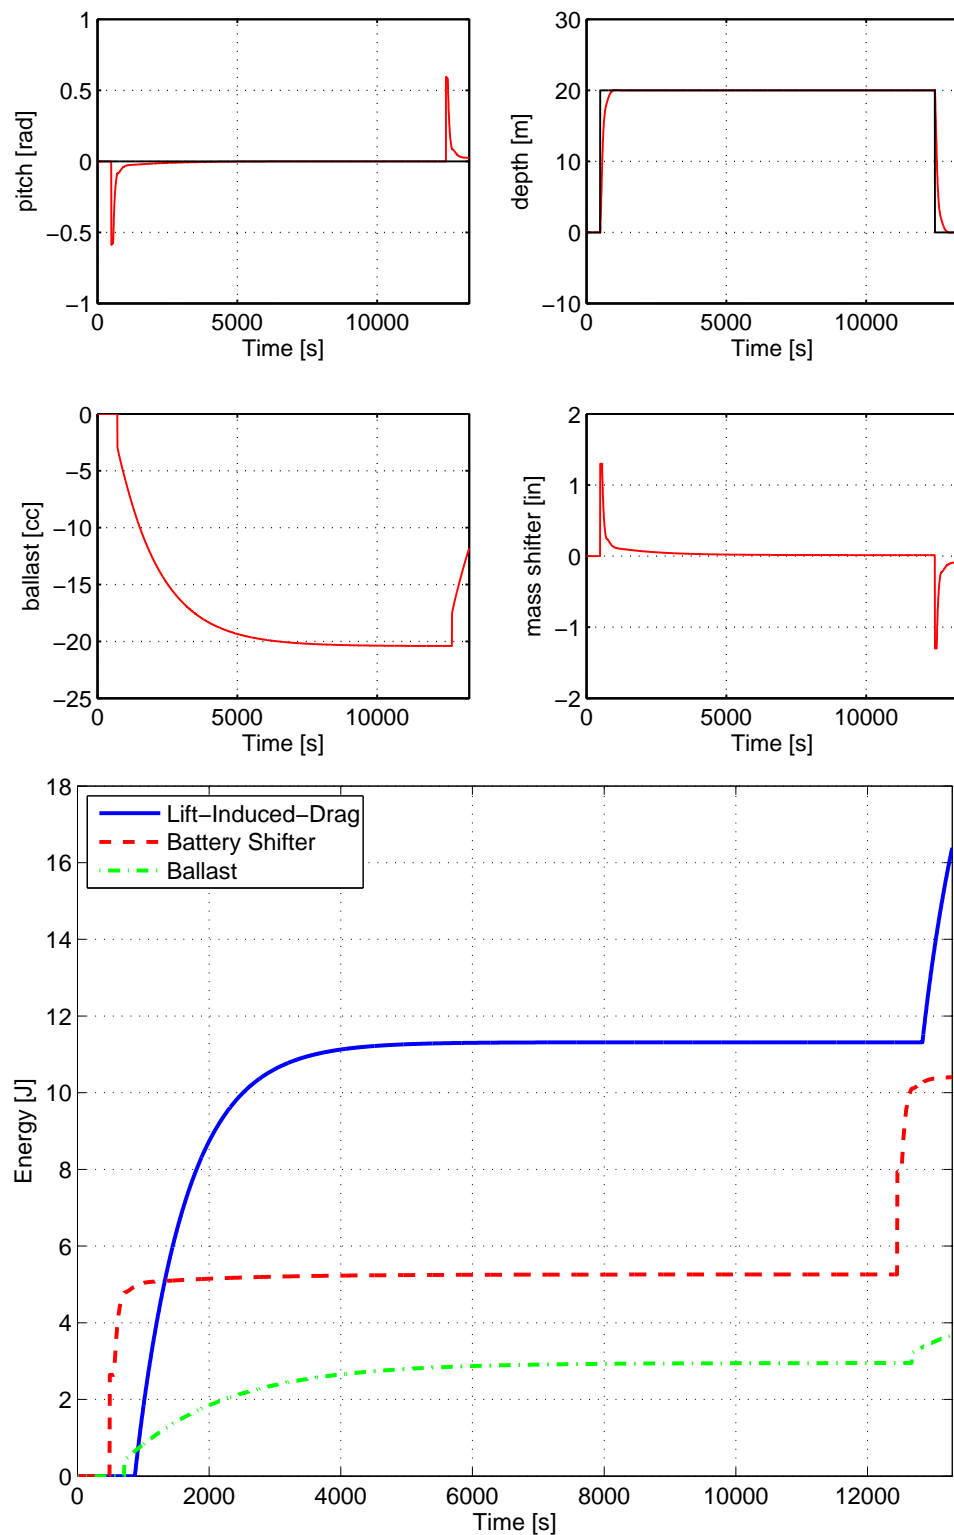 1
0.5
0
−0.5
−1
pitch [rad]
0 5000 10000
Time [s]
30
20
10
0
−10
depth [m]
0 5000 10000
Time [s]
0
−5
−10
−15
−20
−25
ballast [cc]
0 5000 10000
Time [s]
2
1
0
−1
−2
mass shifter [in]
0 5000 10000
Time [s]
18
16
14
12
10
8
6
4
2
0
Energy [J]
Lift−Induced−Drag
Battery Shifter
Ballast
0 2000 4000 6000 8000 10000 12000
Time [s]